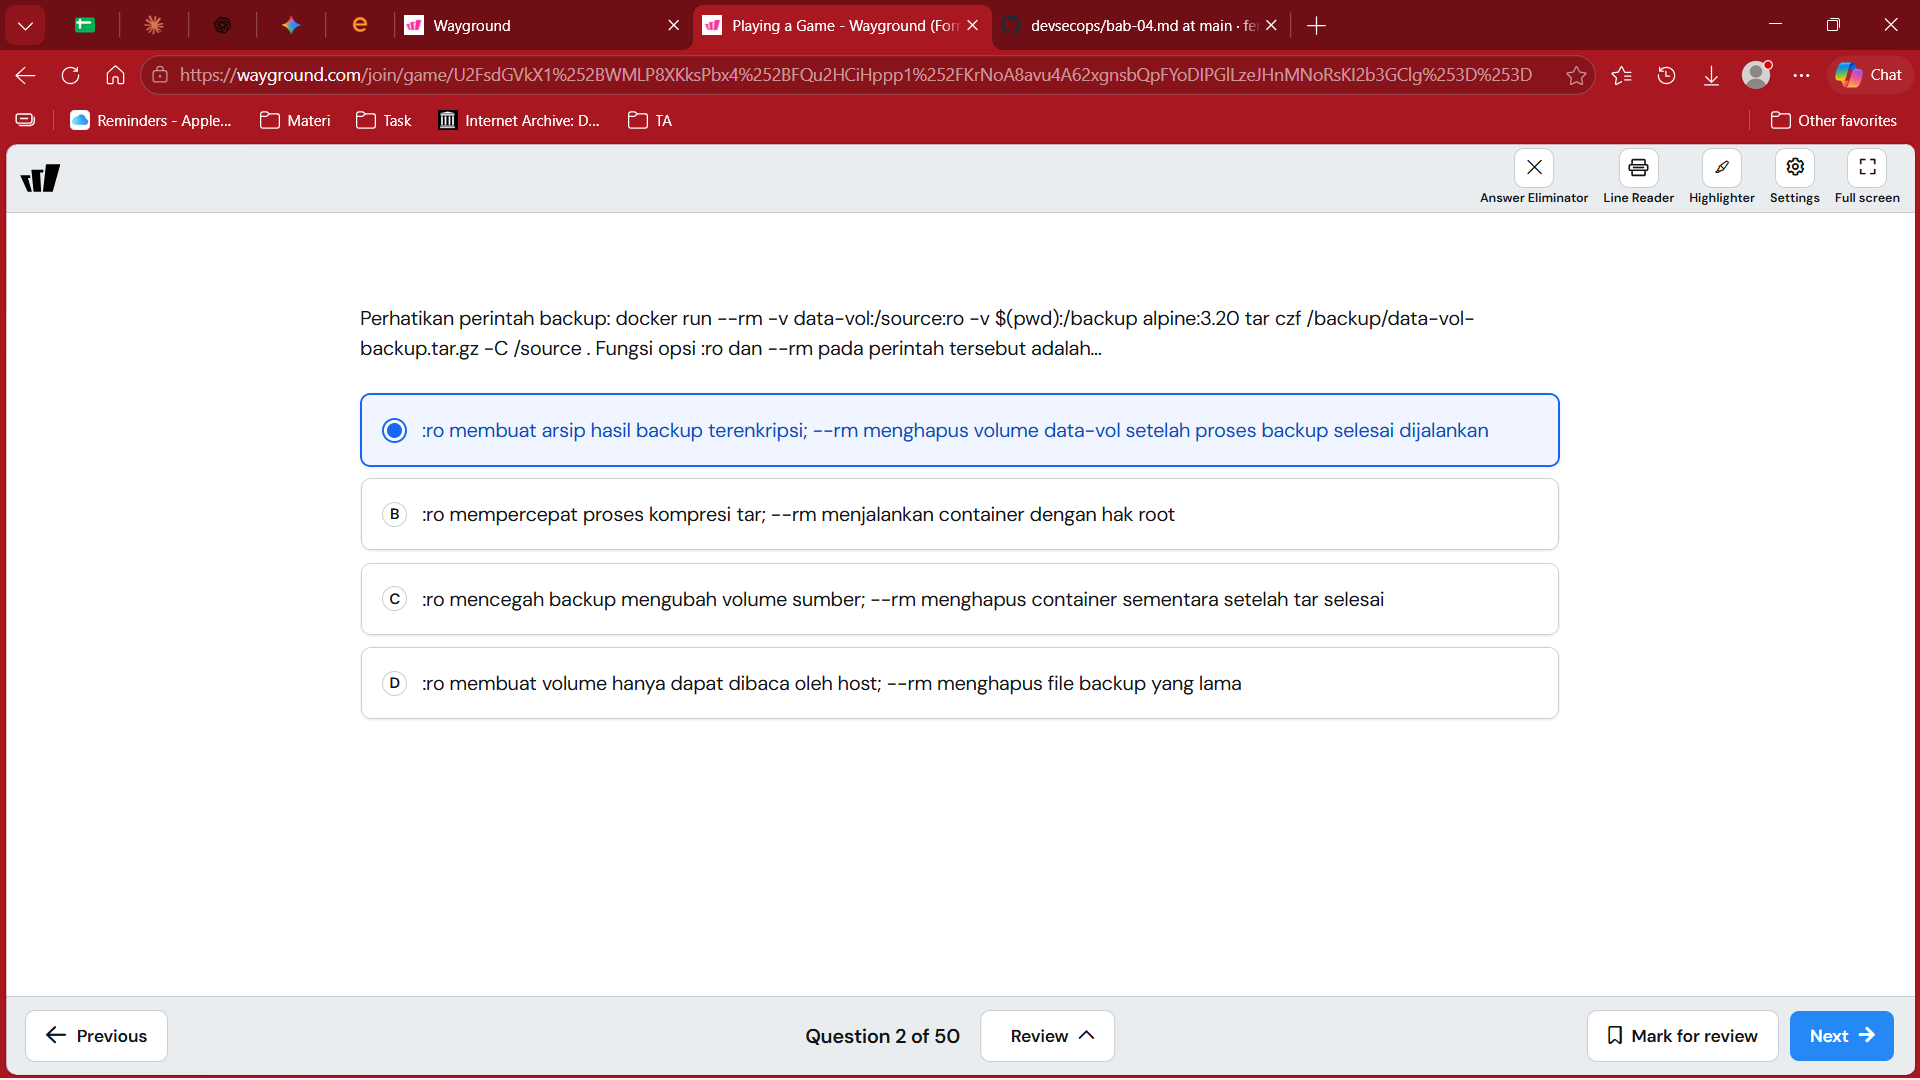 Wayground
Playing a Game - Wayground (For
devsecops/bab-04.md at main · fe
https://wayground.com/join/game/U2FsdGVkX1%252BWMLP8XKksPbx4%252BFQu2HCiHppp1%252FKrNoA8avu4A62xgnsbQpFYoDIPGlLzeJHnMNoRsKI2b3GClg%253D%253D
Chat
Reminders - Apple...
Materi
Task
Internet Archive: D...
TA
Other favorites
Answer Eliminator
Line Reader
Highlighter
Settings
Full screen
Perhatikan perintah backup: docker run --rm -v data-vol:/source:ro -v $(pwd):/backup alpine:3.20 tar czf /backup/data-vol-
backup.tar.gz -C /source . Fungsi opsi :ro dan --rm pada perintah tersebut adalah...
:ro membuat arsip hasil backup terenkripsi; --rm menghapus volume data-vol setelah proses backup selesai dijalankan
B :ro mempercepat proses kompresi tar; --rm menjalankan container dengan hak root
C :ro mencegah backup mengubah volume sumber; --rm menghapus container sementara setelah tar selesai
D :ro membuat volume hanya dapat dibaca oleh host; --rm menghapus file backup yang lama
Previous
Question 2 of 50
Review
Mark for review
Next